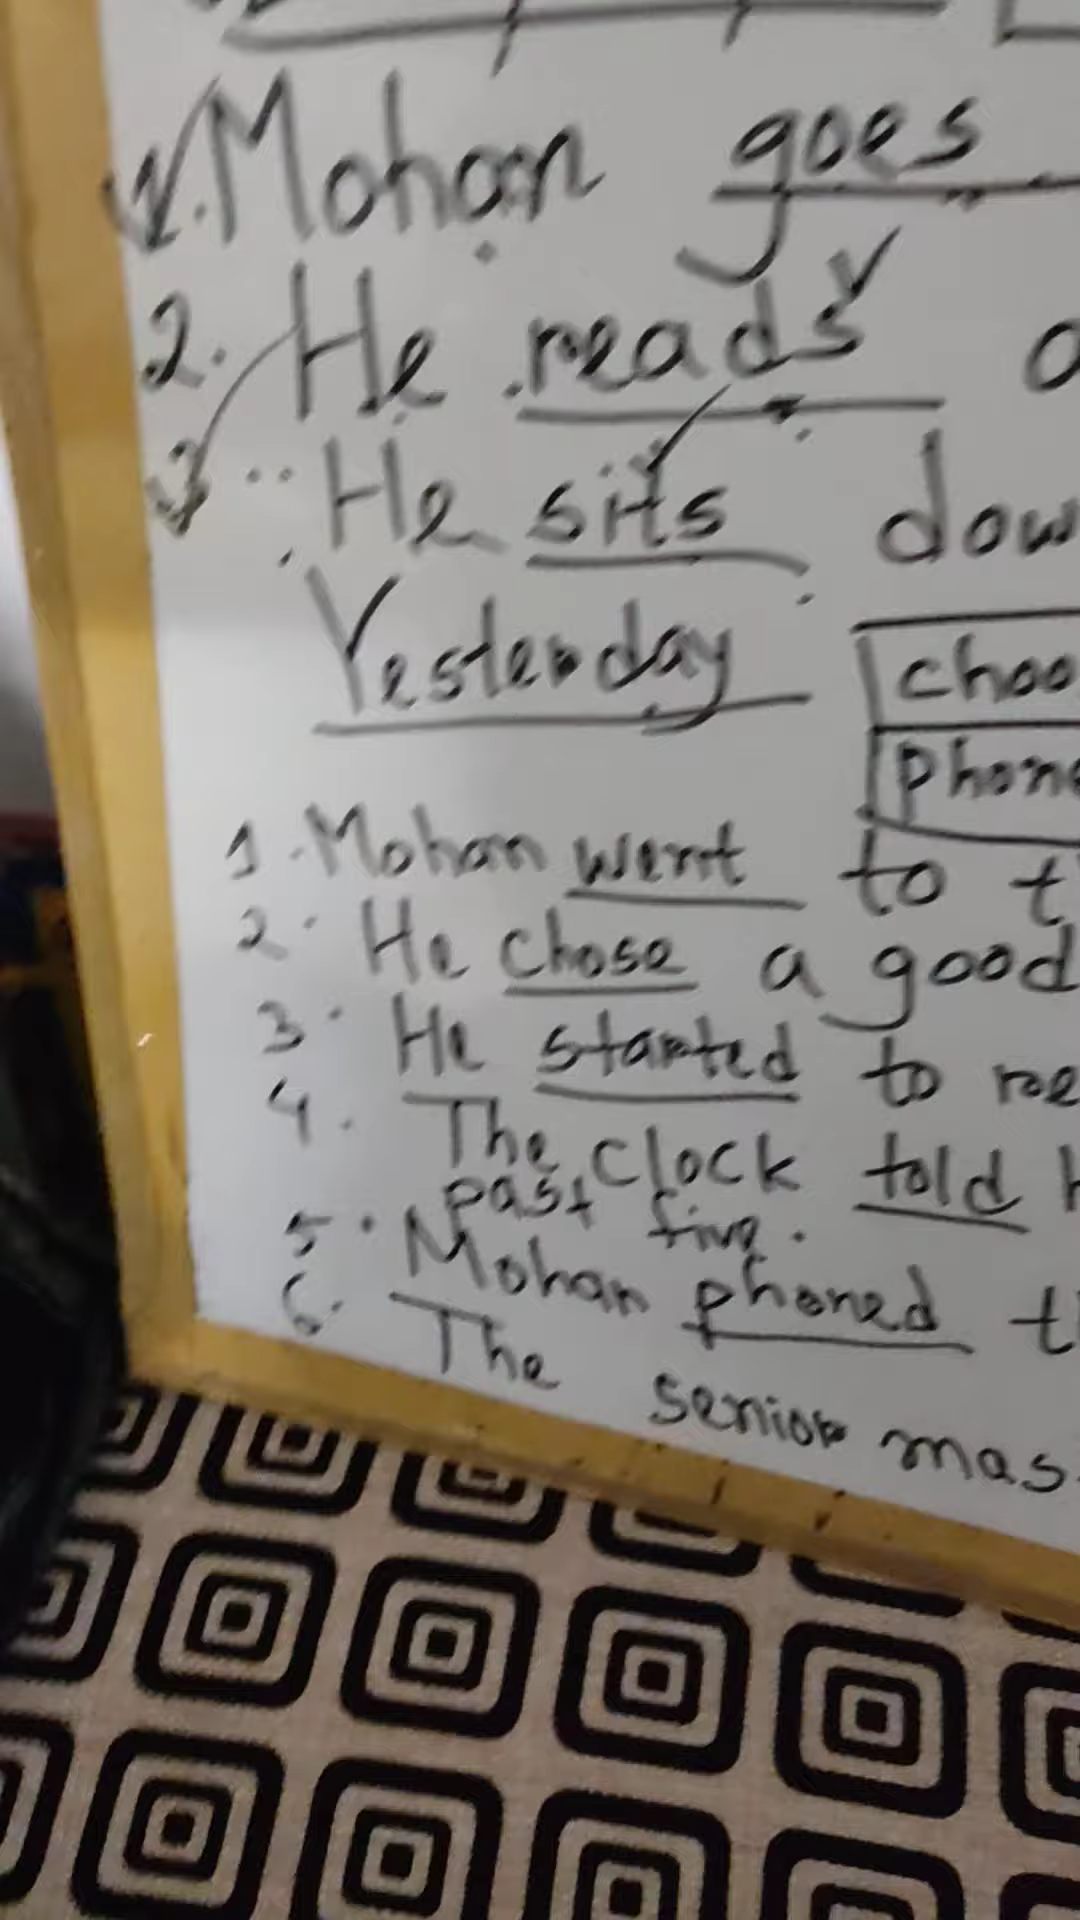 1. Mohan goes
2. He reads a
3. He sits dow
Yesterday
choo
phone
1. Mohan went to t
2. He chose a good
3. He started to re
4. The clock told h
past five.
5. Mohan phoned t
6. The senior mas